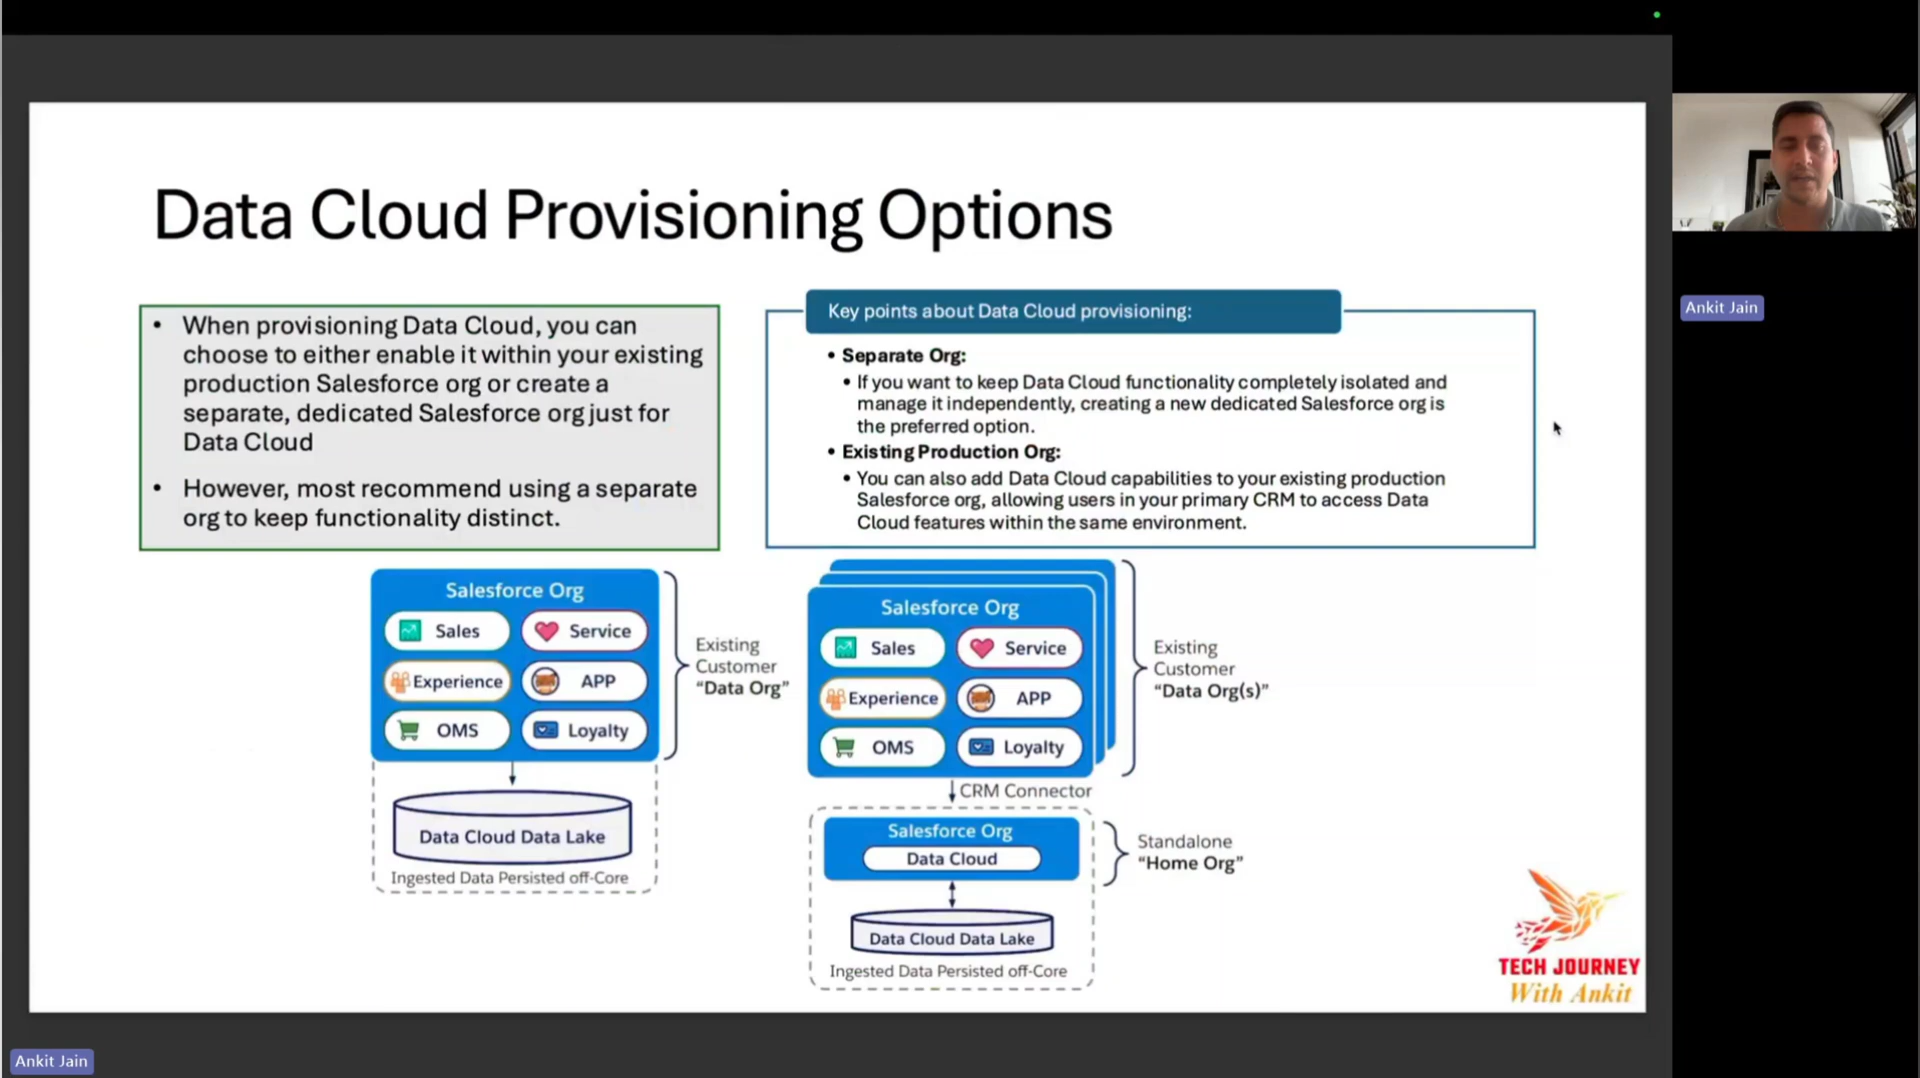 Data Cloud Provisioning Options
• When provisioning Data Cloud, you can
choose to either enable it within your existing
production Salesforce org or create a
separate, dedicated Salesforce org just for
Data Cloud
• However, most recommend using a separate
org to keep functionality distinct.
Key points about Data Cloud provisioning:
• Separate Org:
• If you want to keep Data Cloud functionality completely isolated and
manage it independently, creating a new dedicated Salesforce org is
the preferred option.
• Existing Production Org:
• You can also add Data Cloud capabilities to your existing production
Salesforce org, allowing users in your primary CRM to access Data
Cloud features within the same environment.
Salesforce Org
Sales
Service
Experience
APP
OMS
Loyalty
Existing
Customer
“Data Org”
Data Cloud Data Lake
Ingested Data Persisted off-Core
Salesforce Org
Sales
Service
Experience
APP
OMS
Loyalty
Existing
Customer
“Data Org(s)”
CRM Connector
Salesforce Org
Data Cloud
Standalone
“Home Org”
Data Cloud Data Lake
Ingested Data Persisted off-Core
TECH JOURNEY
With Ankit
Ankit Jain
Ankit Jain